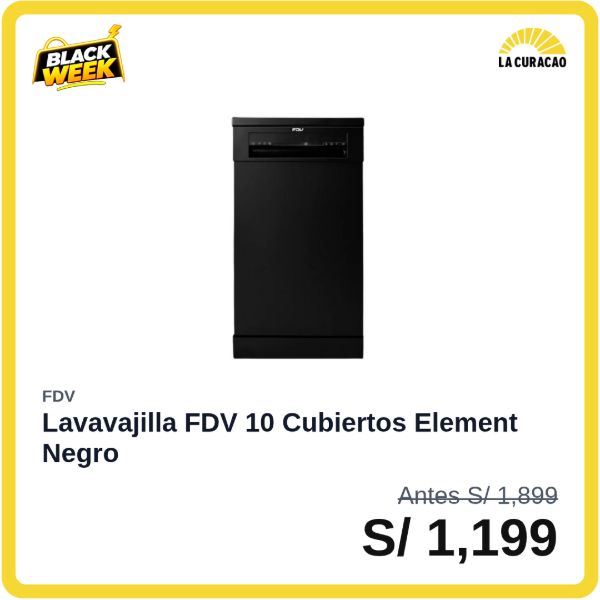 BLACK
WEEK
LA CURACAO
FDV
FDV
Lavavajilla FDV 10 Cubiertos Element
Negro
Antes S/ 1,899
S/ 1,199